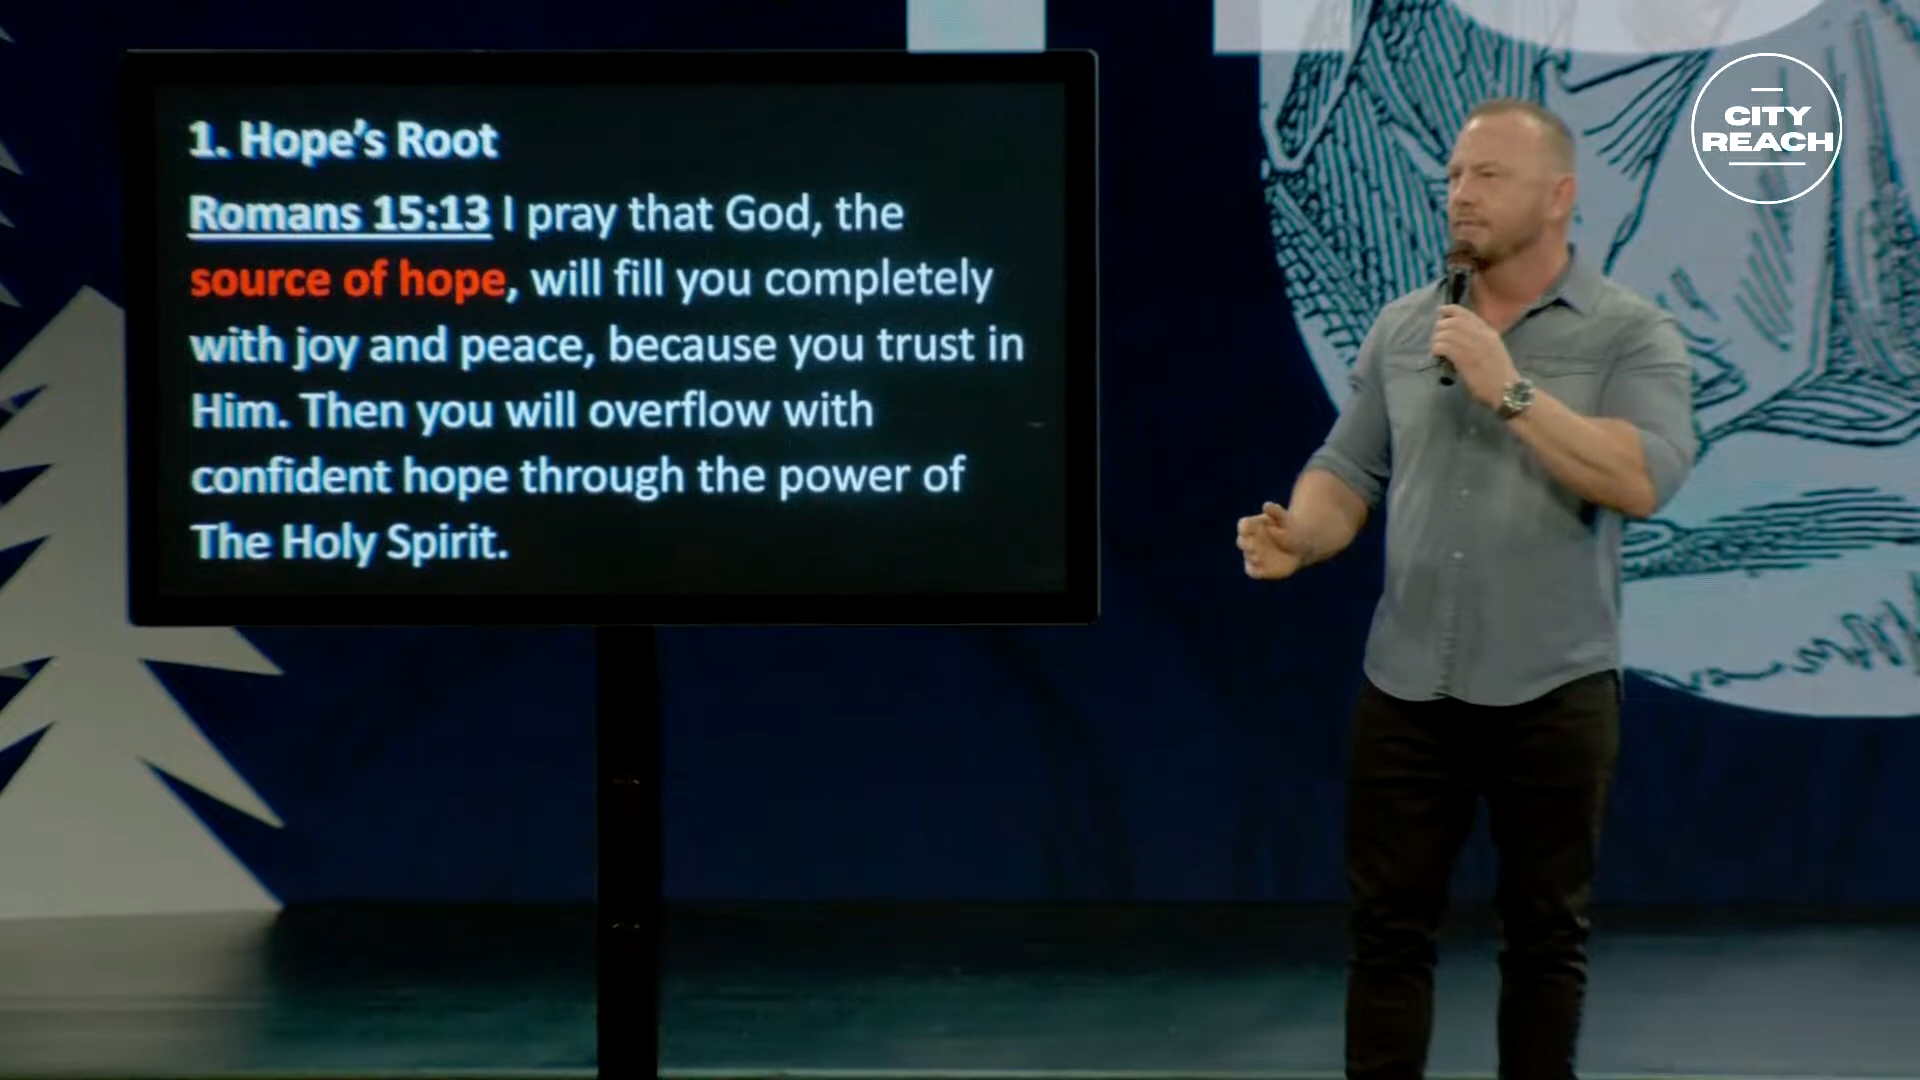 1. Hope’s Root
Romans 15:13 I pray that God, the
source of hope, will fill you completely
with joy and peace, because you trust in
Him. Then you will overflow with
confident hope through the power of
The Holy Spirit.
CITY
REACH